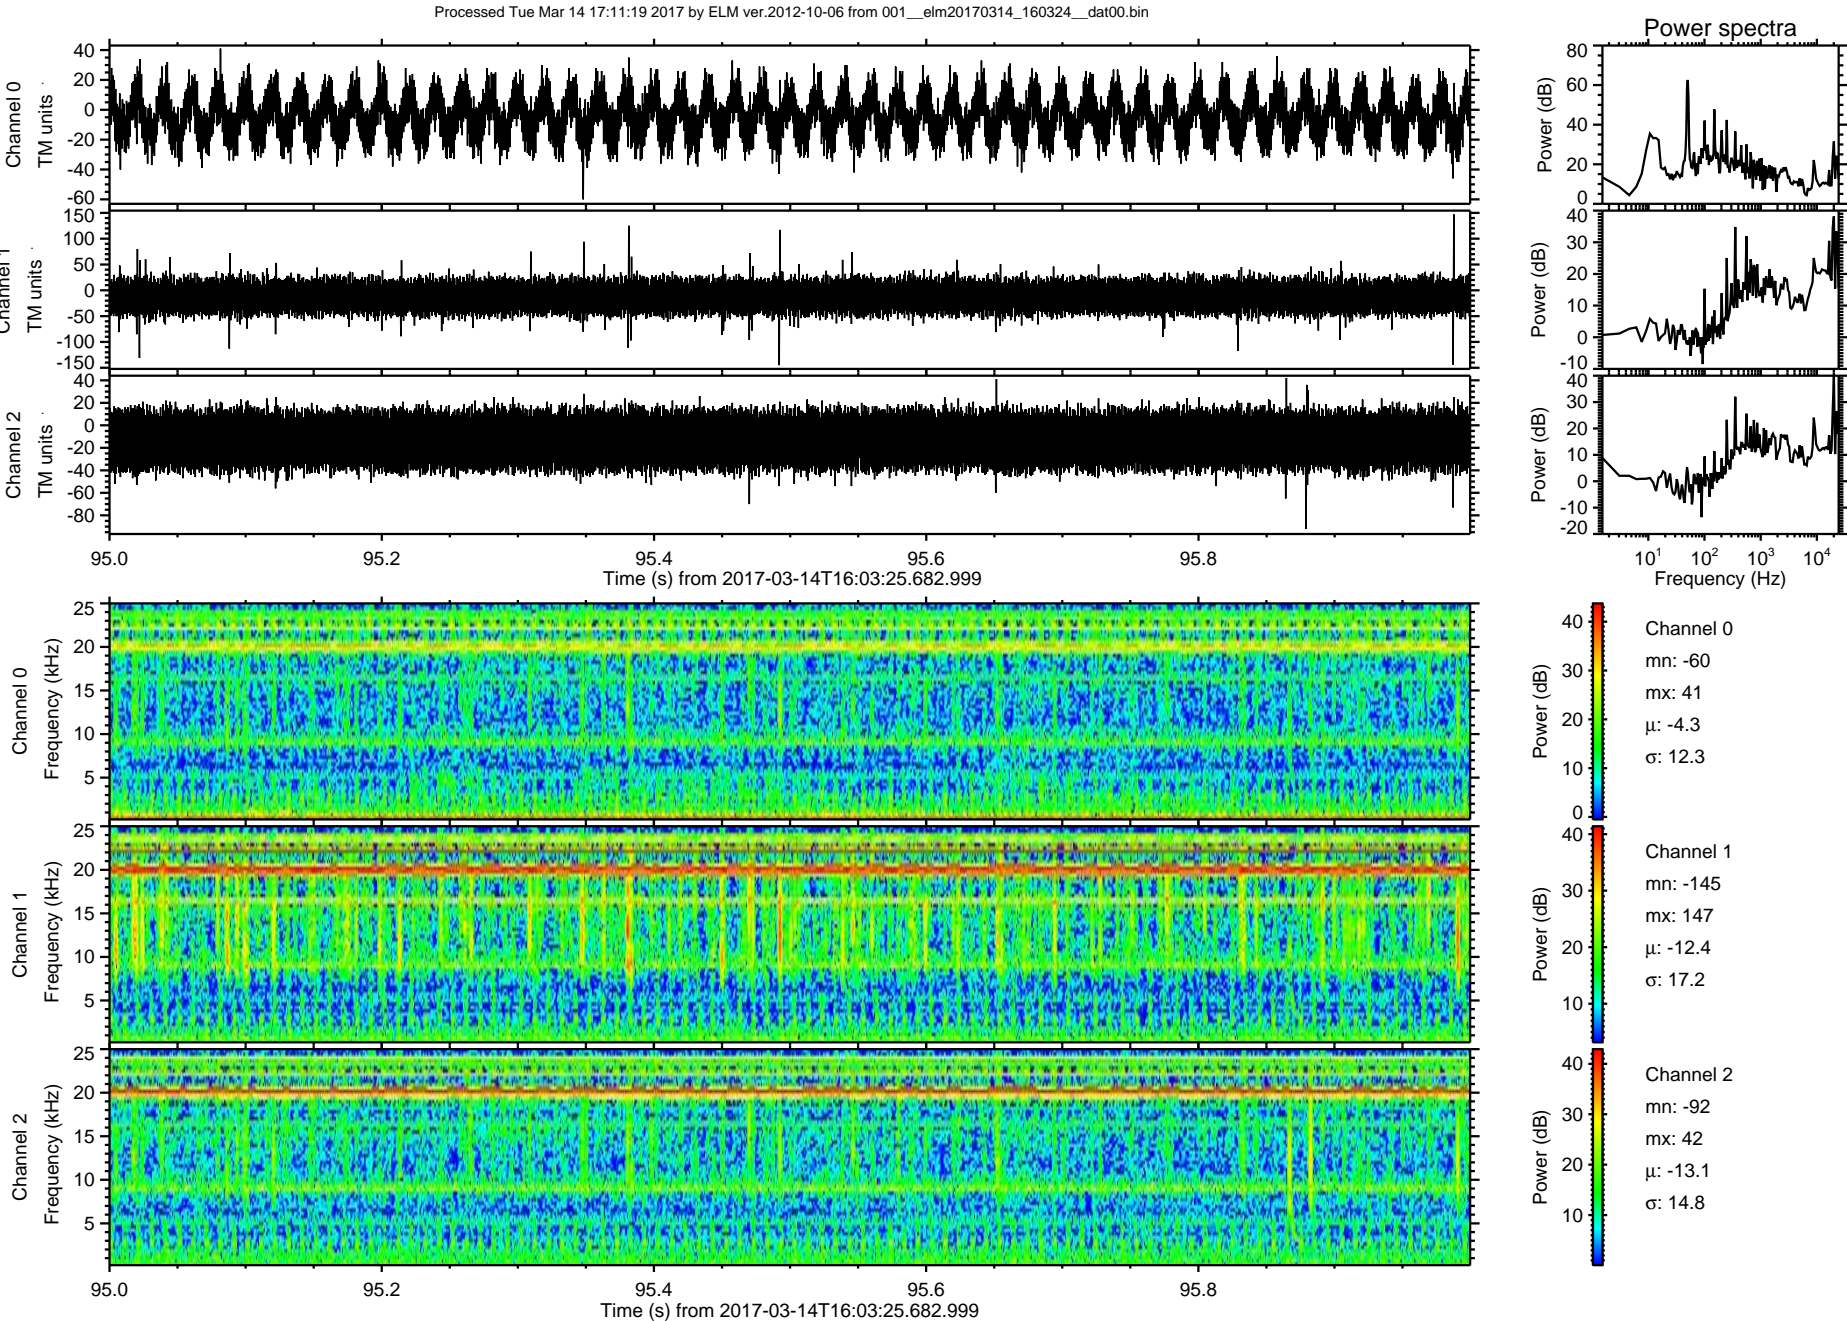 Processed Tue Mar 14 17:11:19 2017 by ELM ver.2012-10-06 from 001__elm20170314_160324__dat00.bin
Power spectra
Channel 0
TM units
40
20
0
-20
-40
-60
Power (dB)
80
60
40
20
0
Channel 1
TM units
150
100
50
0
-50
-100
-150
Power (dB)
40
30
20
10
0
-10
Channel 2
TM units
40
20
0
-20
-40
-60
-80
Power (dB)
40
30
20
10
0
-10
-20
95.0 95.2 95.4 95.6 95.8
Time (s) from 2017-03-14T16:03:25.682.999
10^1 10^2 10^3 10^4
Frequency (Hz)
Channel 0
Frequency (kHz)
25
20
15
10
5
Power (dB)
40
30
20
10
0
Channel 0
mn: -60
mx: 41
μ: -4.3
σ: 12.3
Channel 1
Frequency (kHz)
25
20
15
10
5
Power (dB)
40
30
20
10
Channel 1
mn: -145
mx: 147
μ: -12.4
σ: 17.2
Channel 2
Frequency (kHz)
25
20
15
10
5
Power (dB)
40
30
20
10
Channel 2
mn: -92
mx: 42
μ: -13.1
σ: 14.8
95.0 95.2 95.4 95.6 95.8
Time (s) from 2017-03-14T16:03:25.682.999